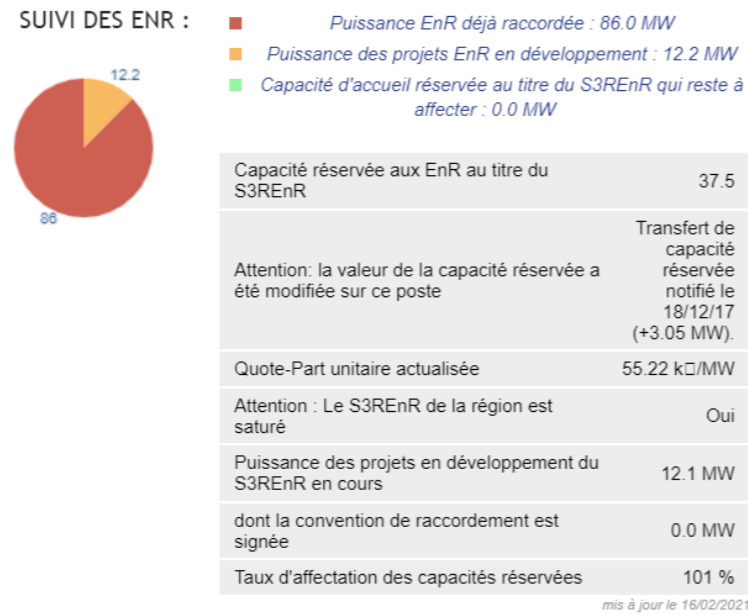 SUIVI DES ENR :
Puissance EnR déjà raccordée : 86.0 MW
Puissance des projets EnR en développement : 12.2 MW
Capacité d'accueil réservée au titre du S3REnR qui reste à
affecter : 0.0 MW
12.2
86
Capacité réservée aux EnR au titre du
S3REnR
37.5
Attention: la valeur de la capacité réservée a
été modifiée sur ce poste
Transfert de
capacité
réservée
notifié le
18/12/17
(+3.05 MW).
Quote-Part unitaire actualisée
55.22 k□/MW
Attention : Le S3REnR de la région est
saturé
Oui
Puissance des projets en développement du
S3REnR en cours
12.1 MW
dont la convention de raccordement est
signée
0.0 MW
Taux d'affectation des capacités réservées
101 %
mis à jour le 16/02/2021